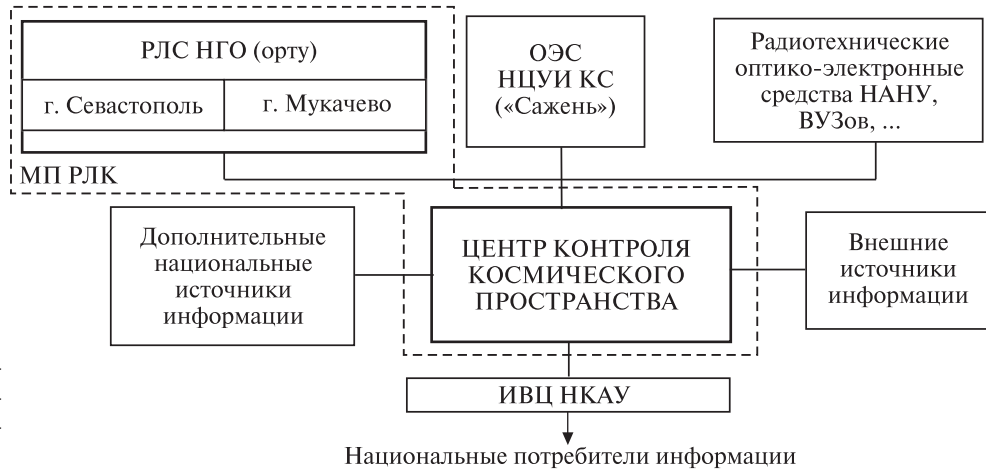 РЛС НГО (орту)
г. Севастополь
г. Мукачево
МП РЛК
ОЭС
НЦУИ КС
(«Сажень»)
Радиотехнические
оптико-электронные
средства НАНУ,
ВУЗов, ...
Дополнительные
национальные
источники
информации
ЦЕНТР КОНТРОЛЯ
КОСМИЧЕСКОГО
ПРОСТРАНСТВА
Внешние
источники
информации
ИВЦ НКАУ
Национальные потребители информации